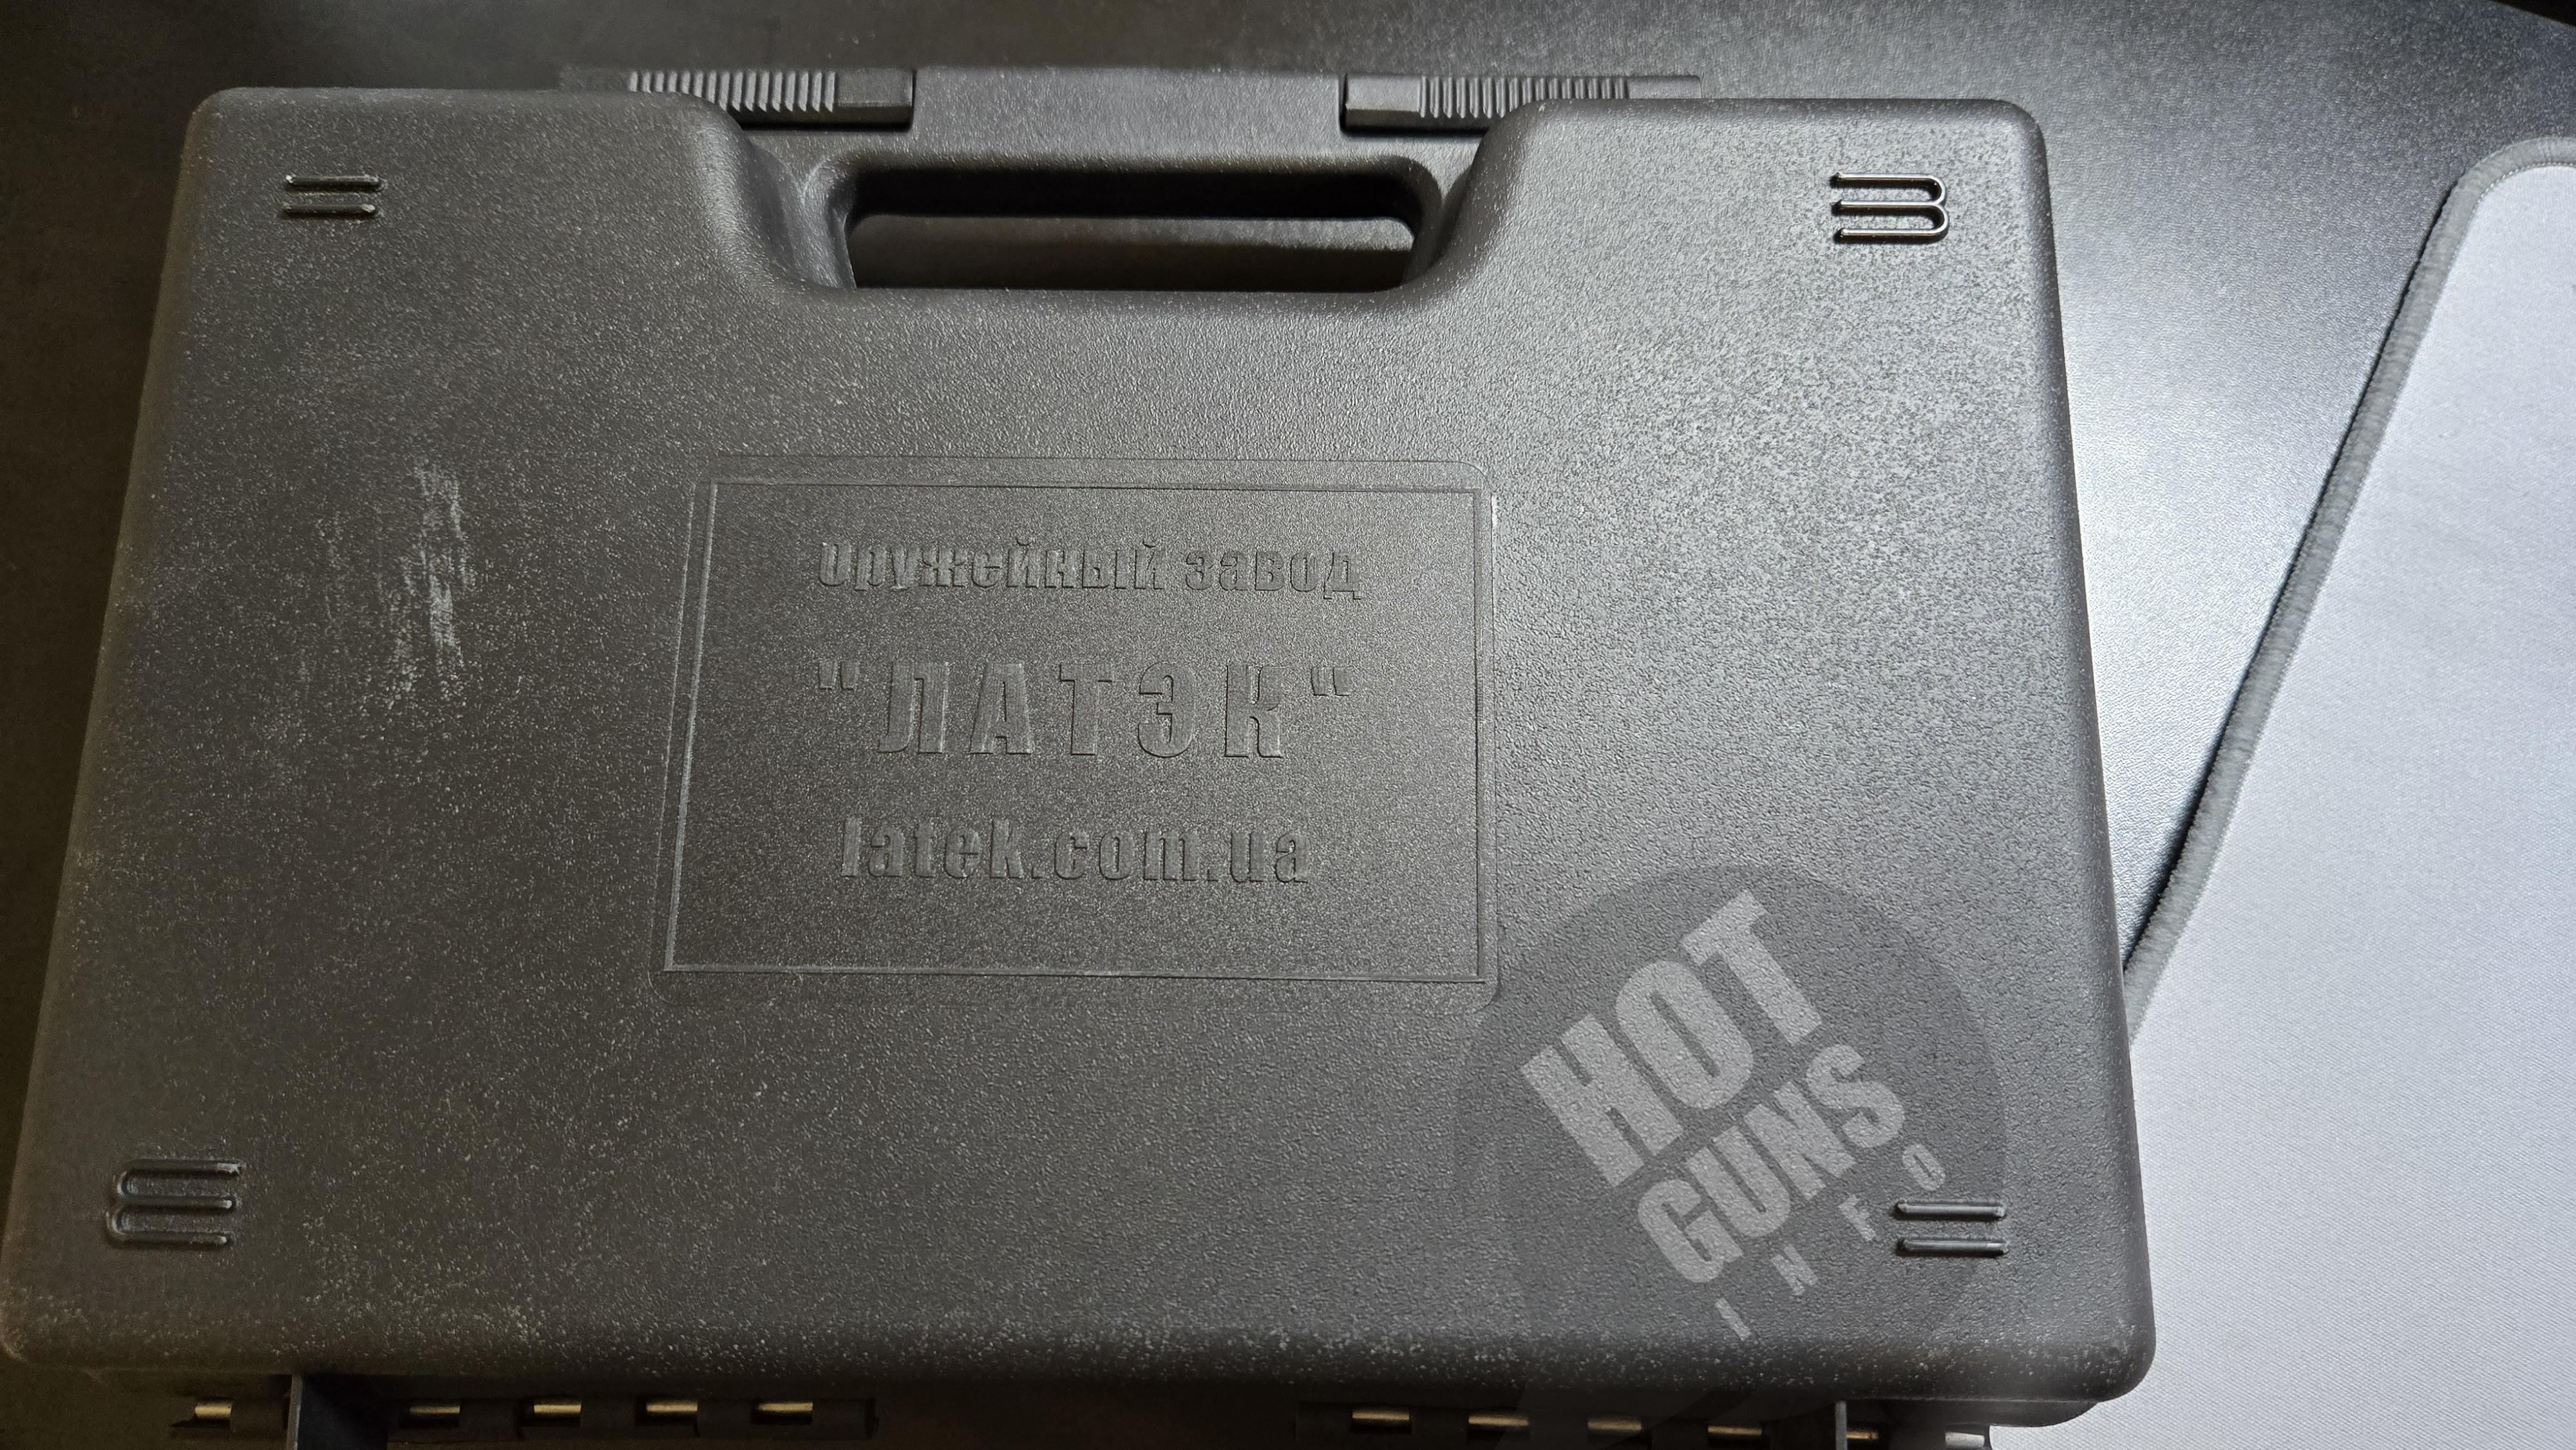 Оружейный завод
"ЛАТЭК"
latek.com.ua
HOT
GUNS
INFO